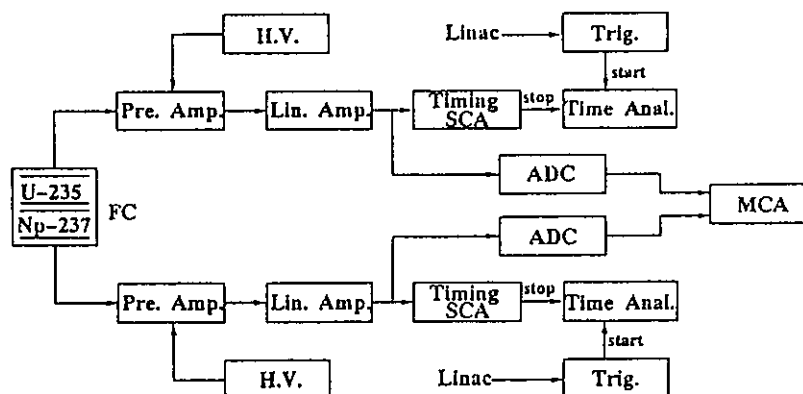 H.V.
Linac
Trig.
start
Pre. Amp.
Lin. Amp.
Timing
SCA
stop
Time Anal.
ADC
U-235
Np-237
FC
MCA
ADC
Pre. Amp.
Lin. Amp.
Timing
SCA
stop
Time Anal.
start
H.V.
Linac
Trig.